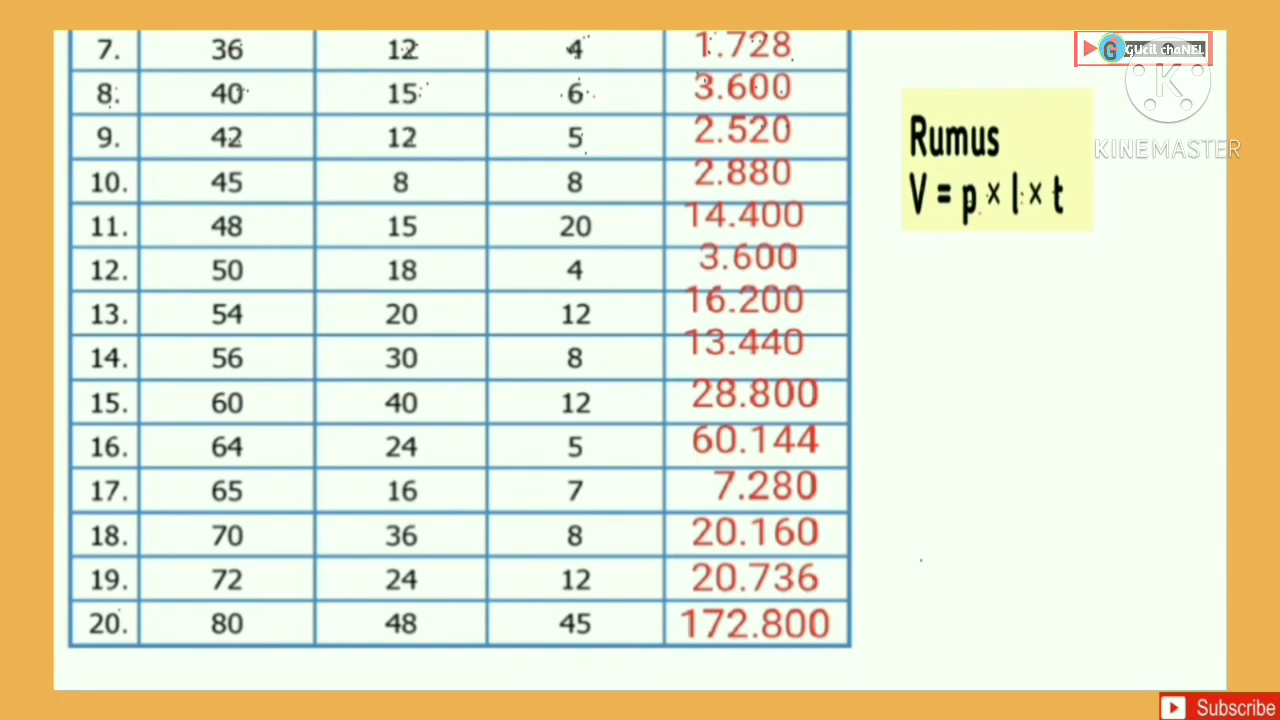 7. 36 12 4 1.728
8. 40 15 6 3.600
9. 42 12 5 2.520
10. 45 8 8 2.880
11. 48 15 20 14.400
12. 50 18 4 3.600
13. 54 20 12 16.200
14. 56 30 8 13.440
15. 60 40 12 28.800
16. 64 24 5 60.144
17. 65 16 7 7.280
18. 70 36 8 20.160
19. 72 24 12 20.736
20. 80 48 45 172.800
G GUcil chaNEL
K
KINEMASTER
Rumus
V = p × l × t
Subscribe